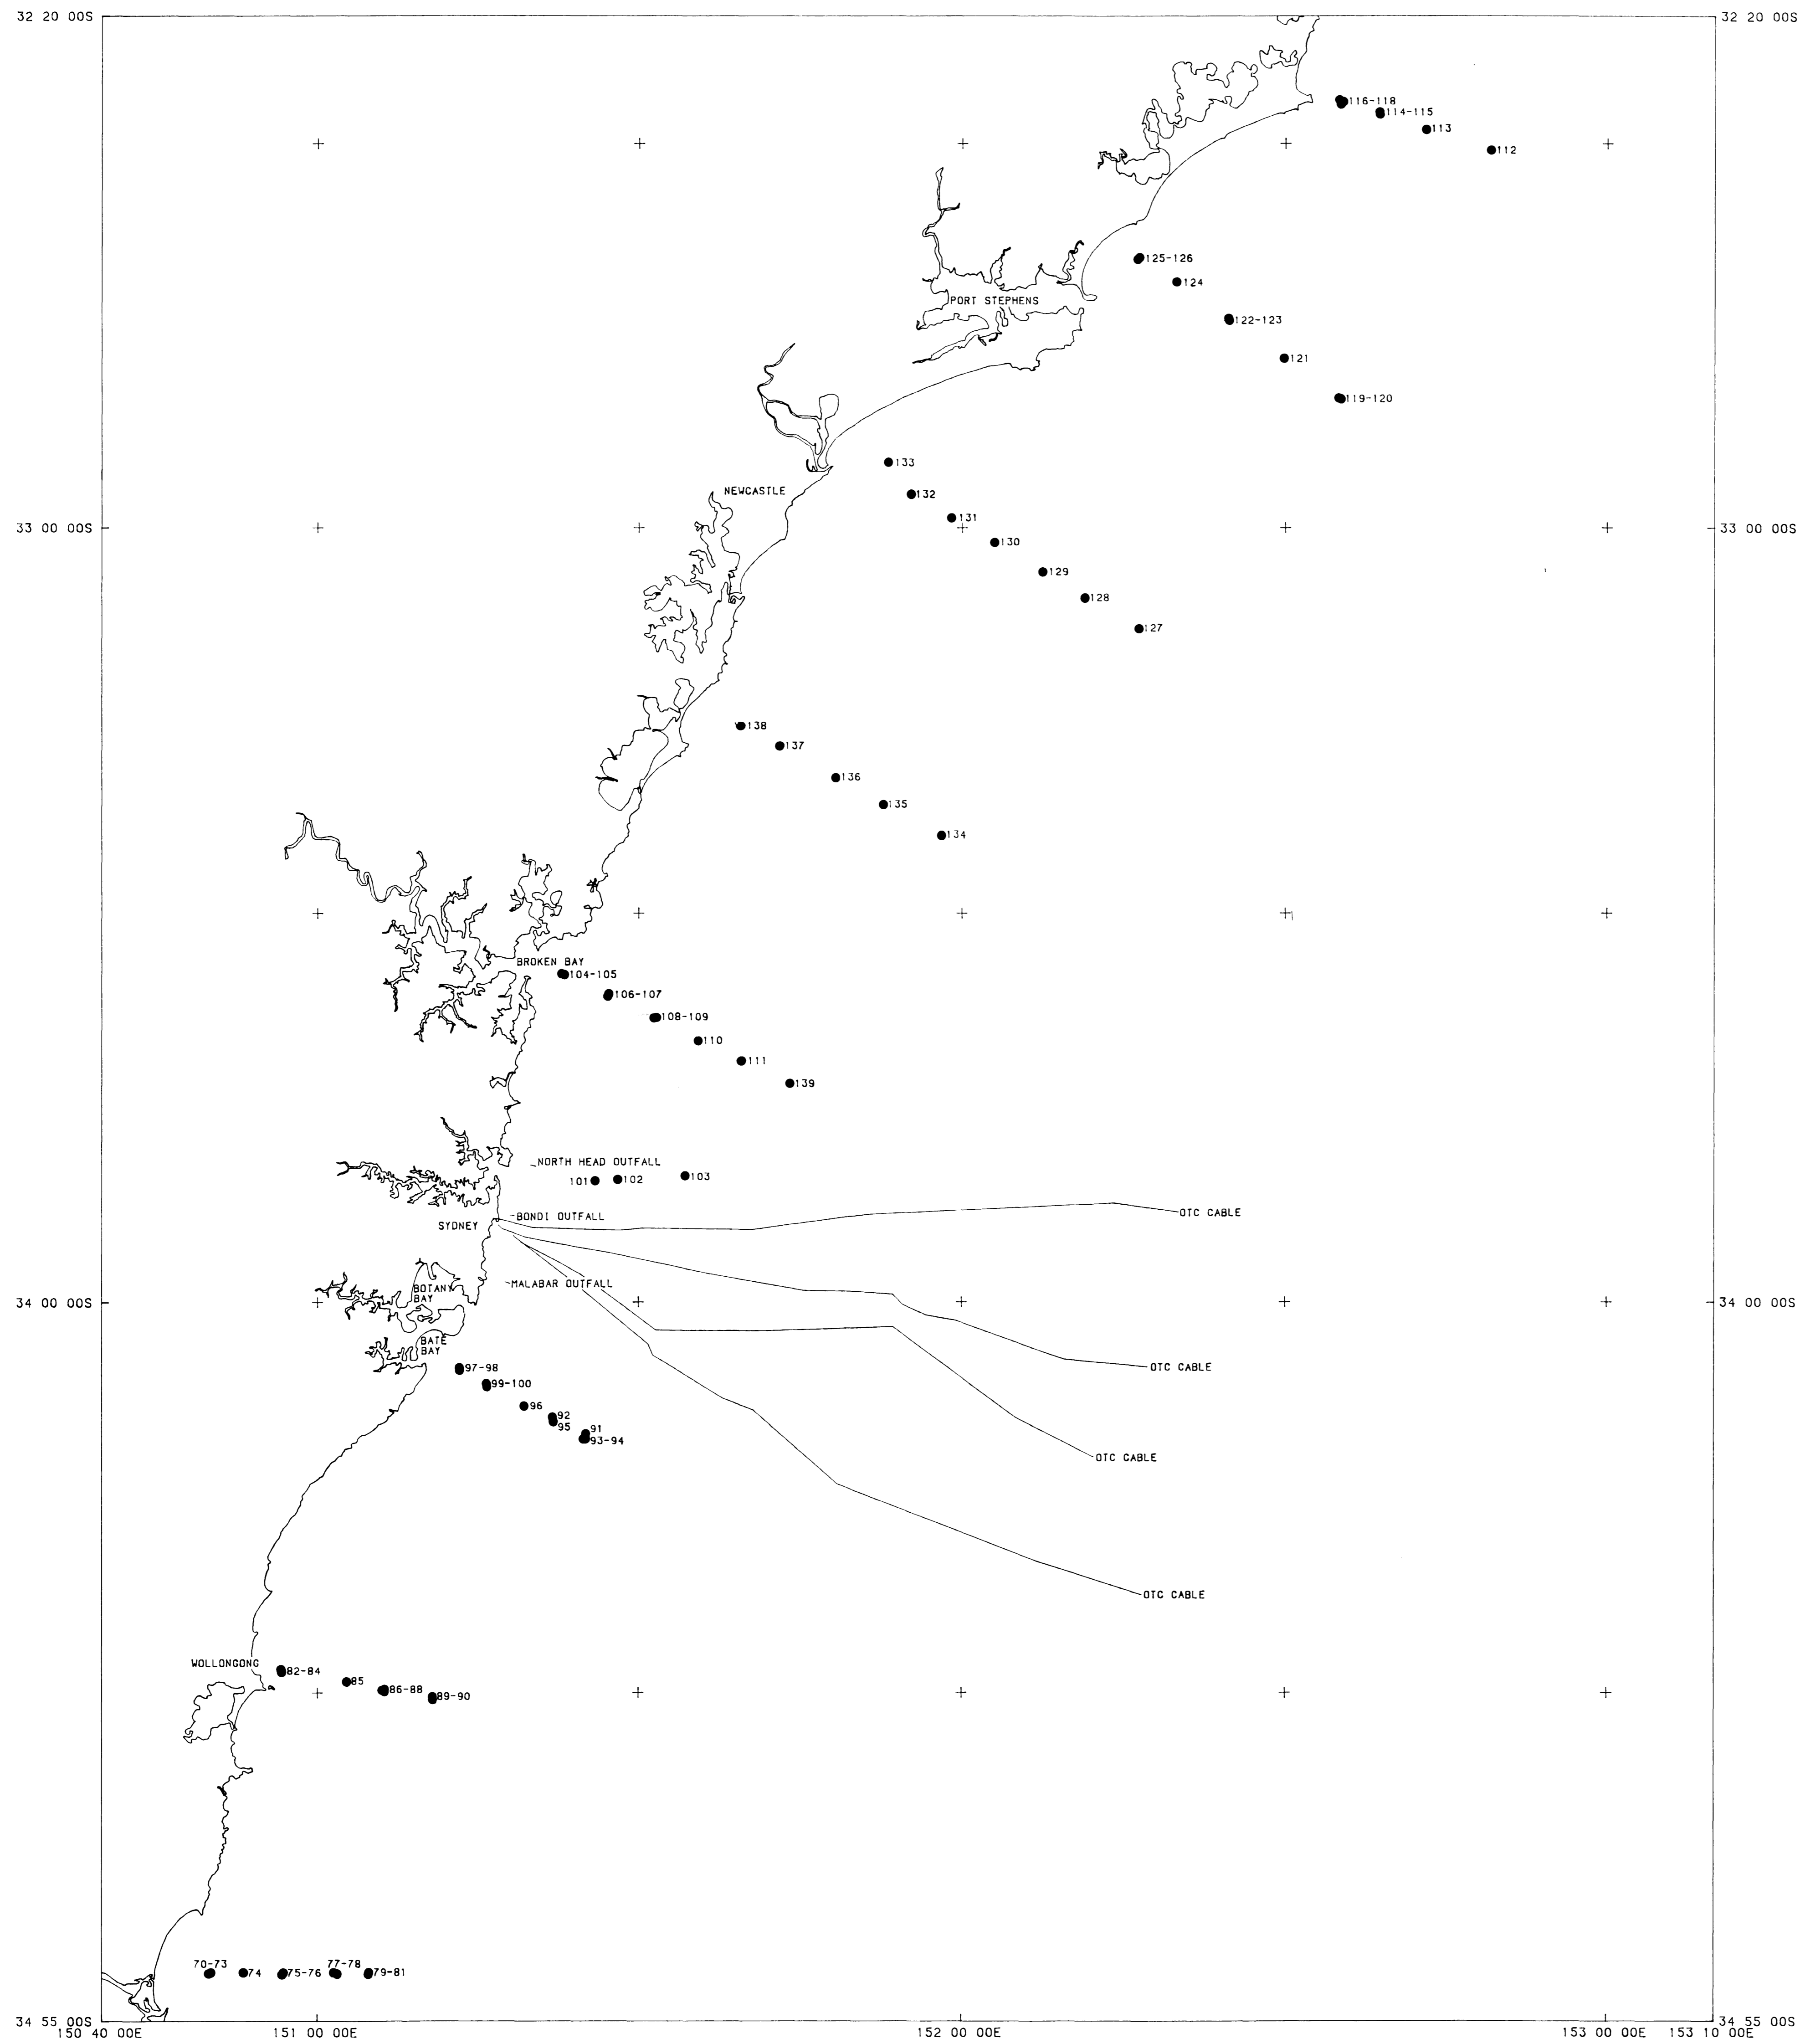 32 20 00S
32 20 00S
116-118
114-115
113
112
125-126
124
PORT STEPHENS
122-123
121
119-120
133
NEWCASTLE
132
131
33 00 00S
33 00 00S
130
129
128
127
138
137
136
135
134
BROKEN BAY
104-105
106-107
108-109
110
111
139
NORTH HEAD OUTFALL
101
102
103
OTC CABLE
BONDI OUTFALL
SYDNEY
MALABAR OUTFALL
BOTANY
BAY
34 00 00S
34 00 00S
BATE
BAY
97-98
OTC CABLE
99-100
96
92
95
91
93-94
OTC CABLE
OTC CABLE
WOLLONGONG
82-84
85
86-88
89-90
70-73
74
75-76
77-78
79-81
34 55 00S
34 55 00S
150 40 00E
151 00 00E
152 00 00E
153 00 00E
153 10 00E